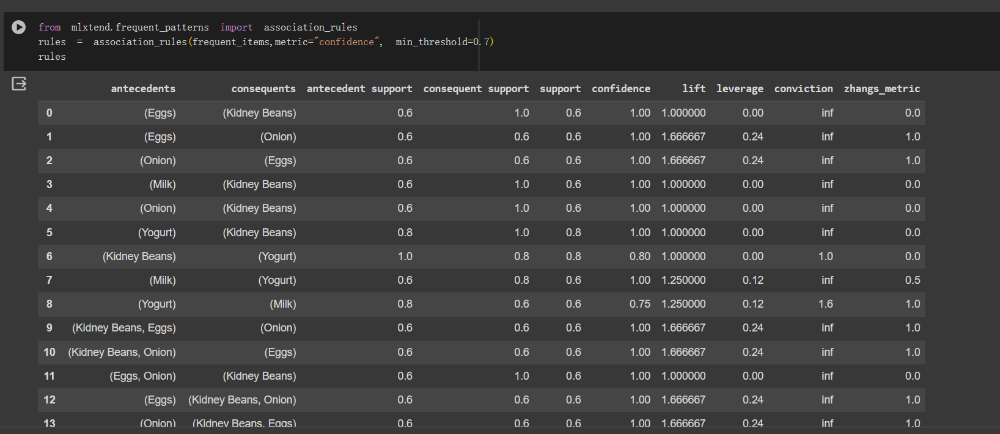 from mlxtend.frequent_patterns import association_rules
rules = association_rules(frequent_items,metric="confidence", min_threshold=0.7)
rules
antecedents consequents antecedent support consequent support support confidence lift leverage conviction zhangs_metric
0 (Eggs) (Kidney Beans) 0.6 1.0 0.6 1.00 1.000000 0.00 inf 0.0
1 (Eggs) (Onion) 0.6 0.6 0.6 1.00 1.666667 0.24 inf 1.0
2 (Onion) (Eggs) 0.6 0.6 0.6 1.00 1.666667 0.24 inf 1.0
3 (Milk) (Kidney Beans) 0.6 1.0 0.6 1.00 1.000000 0.00 inf 0.0
4 (Onion) (Kidney Beans) 0.6 1.0 0.6 1.00 1.000000 0.00 inf 0.0
5 (Yogurt) (Kidney Beans) 0.8 1.0 0.8 1.00 1.000000 0.00 inf 0.0
6 (Kidney Beans) (Yogurt) 1.0 0.8 0.8 0.80 1.000000 0.00 1.0 0.0
7 (Milk) (Yogurt) 0.6 0.8 0.6 1.00 1.250000 0.12 inf 0.5
8 (Yogurt) (Milk) 0.8 0.6 0.6 0.75 1.250000 0.12 1.6 1.0
9 (Kidney Beans, Eggs) (Onion) 0.6 0.6 0.6 1.00 1.666667 0.24 inf 1.0
10 (Kidney Beans, Onion) (Eggs) 0.6 0.6 0.6 1.00 1.666667 0.24 inf 1.0
11 (Eggs, Onion) (Kidney Beans) 0.6 1.0 0.6 1.00 1.000000 0.00 inf 0.0
12 (Eggs) (Kidney Beans, Onion) 0.6 0.6 0.6 1.00 1.666667 0.24 inf 1.0
13 (Onion) (Kidney Beans, Eggs) 0.6 0.6 0.6 1.00 1.666667 0.24 inf 1.0